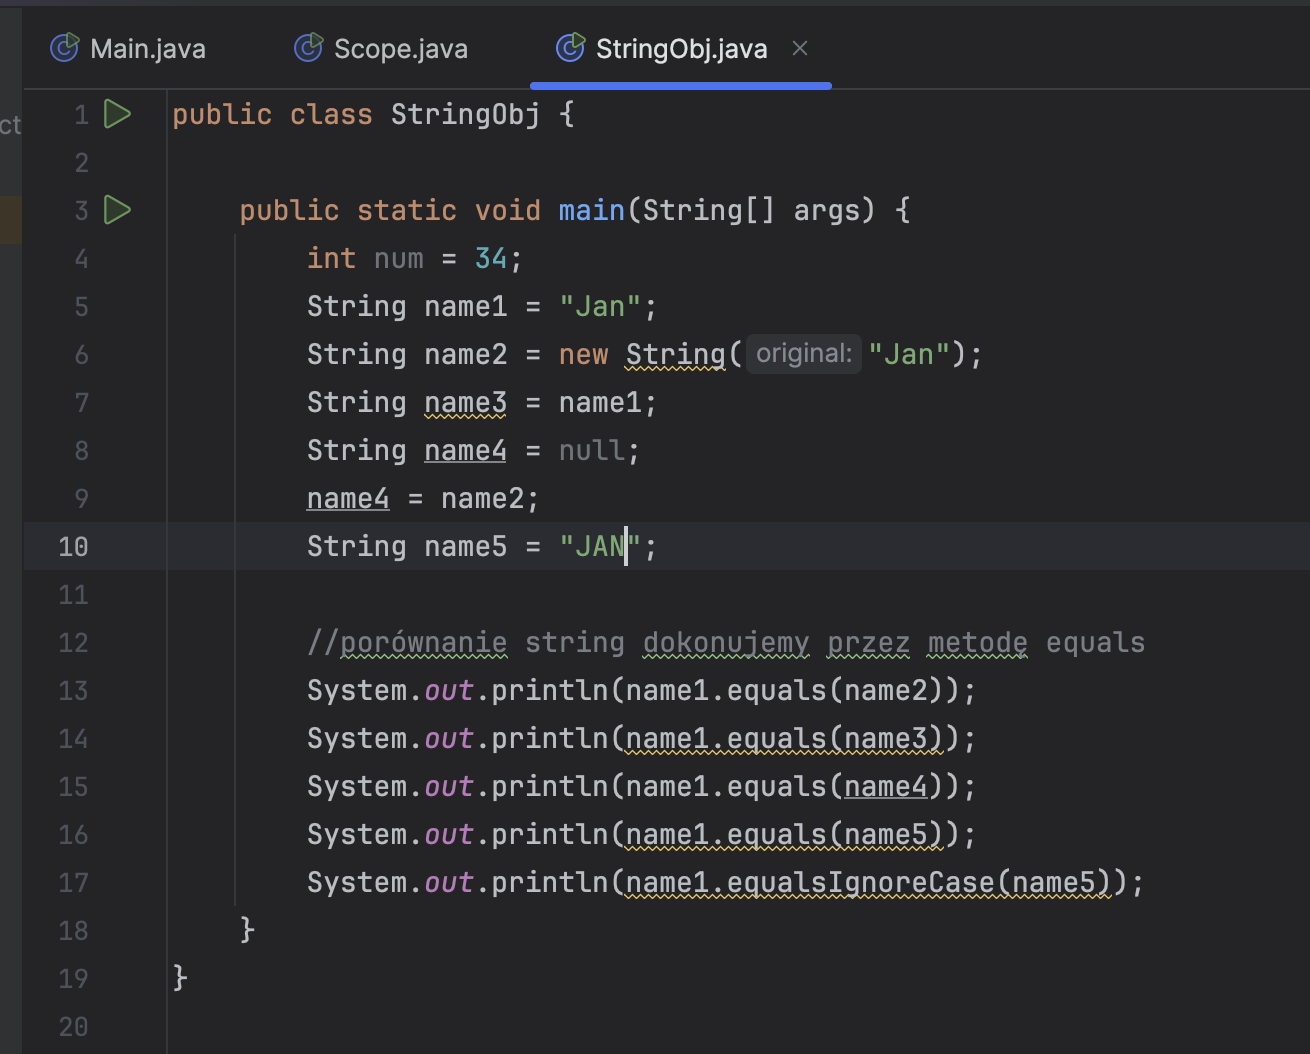 Main.java Scope.java StringObj.java
ct
1 public class StringObj {
2
3 public static void main(String[] args) {
4 int num = 34;
5 String name1 = "Jan";
6 String name2 = new String( original: "Jan");
7 String name3 = name1;
8 String name4 = null;
9 name4 = name2;
10 String name5 = "JAN";
11
12 //porównanie string dokonujemy przez metodę equals
13 System.out.println(name1.equals(name2));
14 System.out.println(name1.equals(name3));
15 System.out.println(name1.equals(name4));
16 System.out.println(name1.equals(name5));
17 System.out.println(name1.equalsIgnoreCase(name5));
18 }
19 }
20